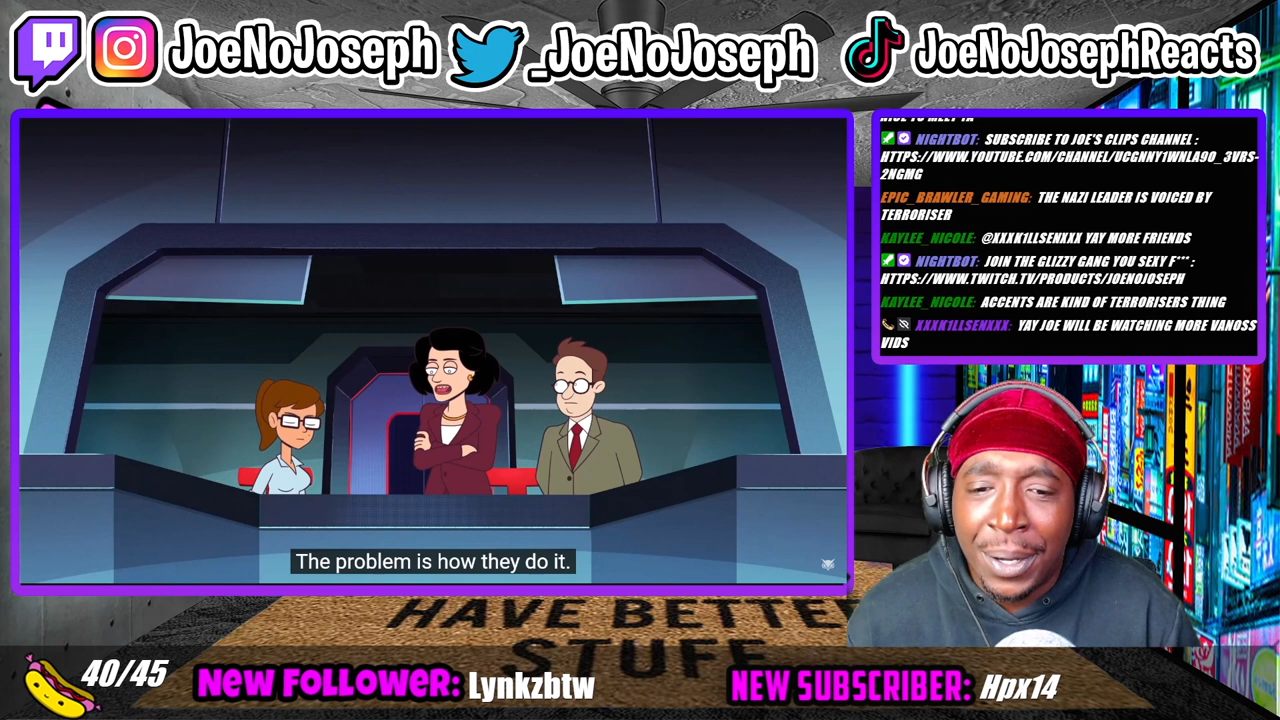 JoeNoJoseph
_JoeNoJoseph
JoeNoJosephReacts
NIGHTBOT: SUBSCRIBE TO JOE'S CLIPS CHANNEL :
HTTPS://WWW.YOUTUBE.COM/CHANNEL/UCGNNY1WNLA9O_3VRS-
2NGMG
EPIC_BRAWLER_GAMING: THE NAZI LEADER IS VOICED BY
TERRORISER
KAYLEE_NICOLE: @XXXK1LLSENXXX YAY MORE FRIENDS
NIGHTBOT: JOIN THE GLIZZY GANG YOU SEXY F*** :
HTTPS://WWW.TWITCH.TV/PRODUCTS/JOENOJOSEPH
KAYLEE_NICOLE: ACCENTS ARE KIND OF TERRORISERS THING
XXXK1LLSENXXX: YAY JOE WILL BE WATCHING MORE VANOSS
VIDS
The problem is how they do it.
HAVE BETTE
STUFF
40/45
NEW FOLLOWER: Lynkzbtw
NEW SUBSCRIBER: Hpx14